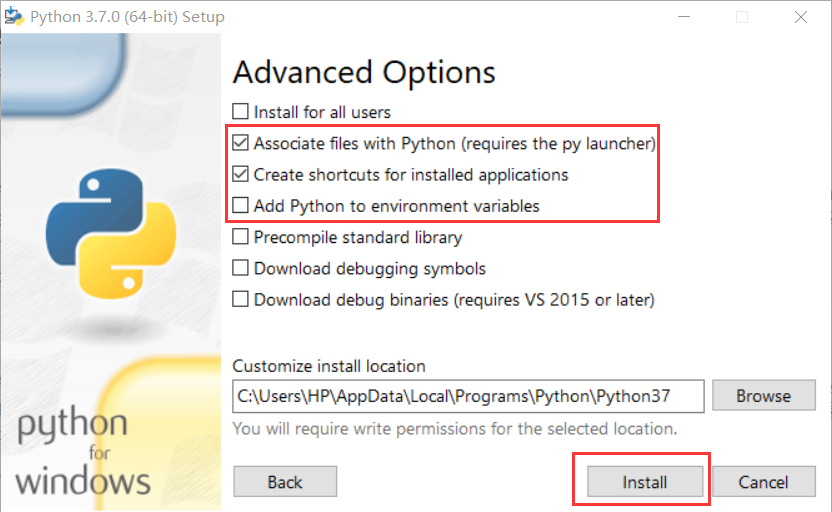 Python 3.7.0 (64-bit) Setup
Advanced Options
Install for all users
Associate files with Python (requires the py launcher)
Create shortcuts for installed applications
Add Python to environment variables
Precompile standard library
Download debugging symbols
Download debug binaries (requires VS 2015 or later)
Customize install location
C:\Users\HP\AppData\Local\Programs\Python\Python37
Browse
You will require write permissions for the selected location.
python
for
windows
Back
Install
Cancel